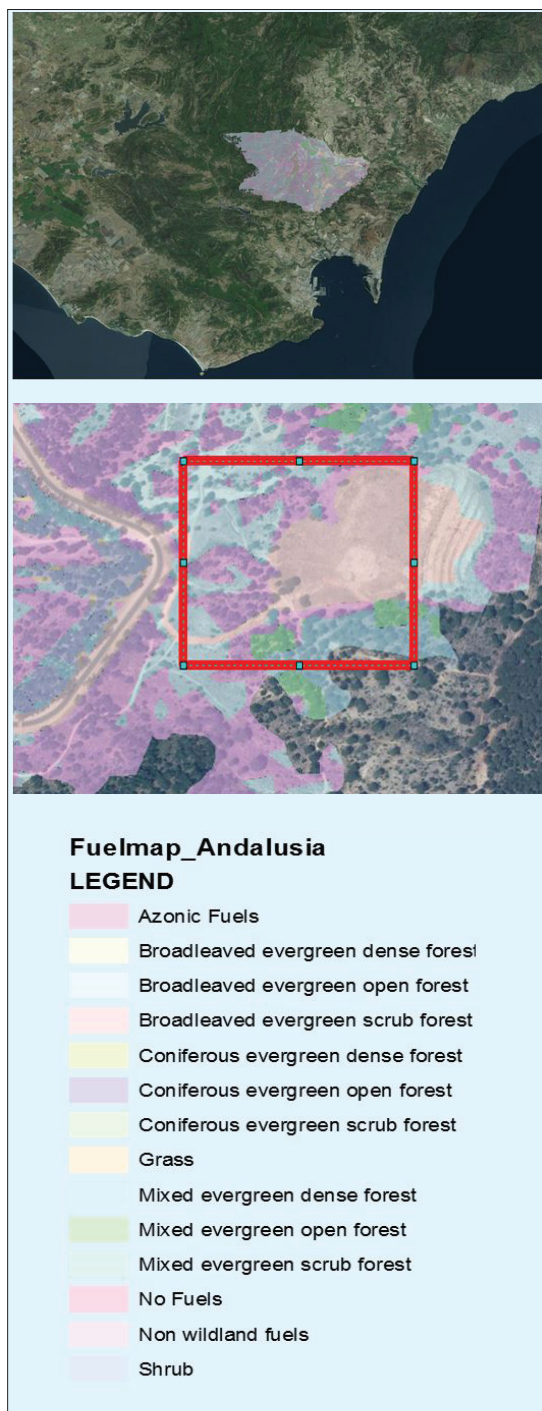 Fuelmap_Andalusia
LEGEND
Azonic Fuels
Broadleaved evergreen dense forest
Broadleaved evergreen open forest
Broadleaved evergreen scrub forest
Coniferous evergreen dense forest
Coniferous evergreen open forest
Coniferous evergreen scrub forest
Grass
Mixed evergreen dense forest
Mixed evergreen open forest
Mixed evergreen scrub forest
No Fuels
Non wildland fuels
Shrub